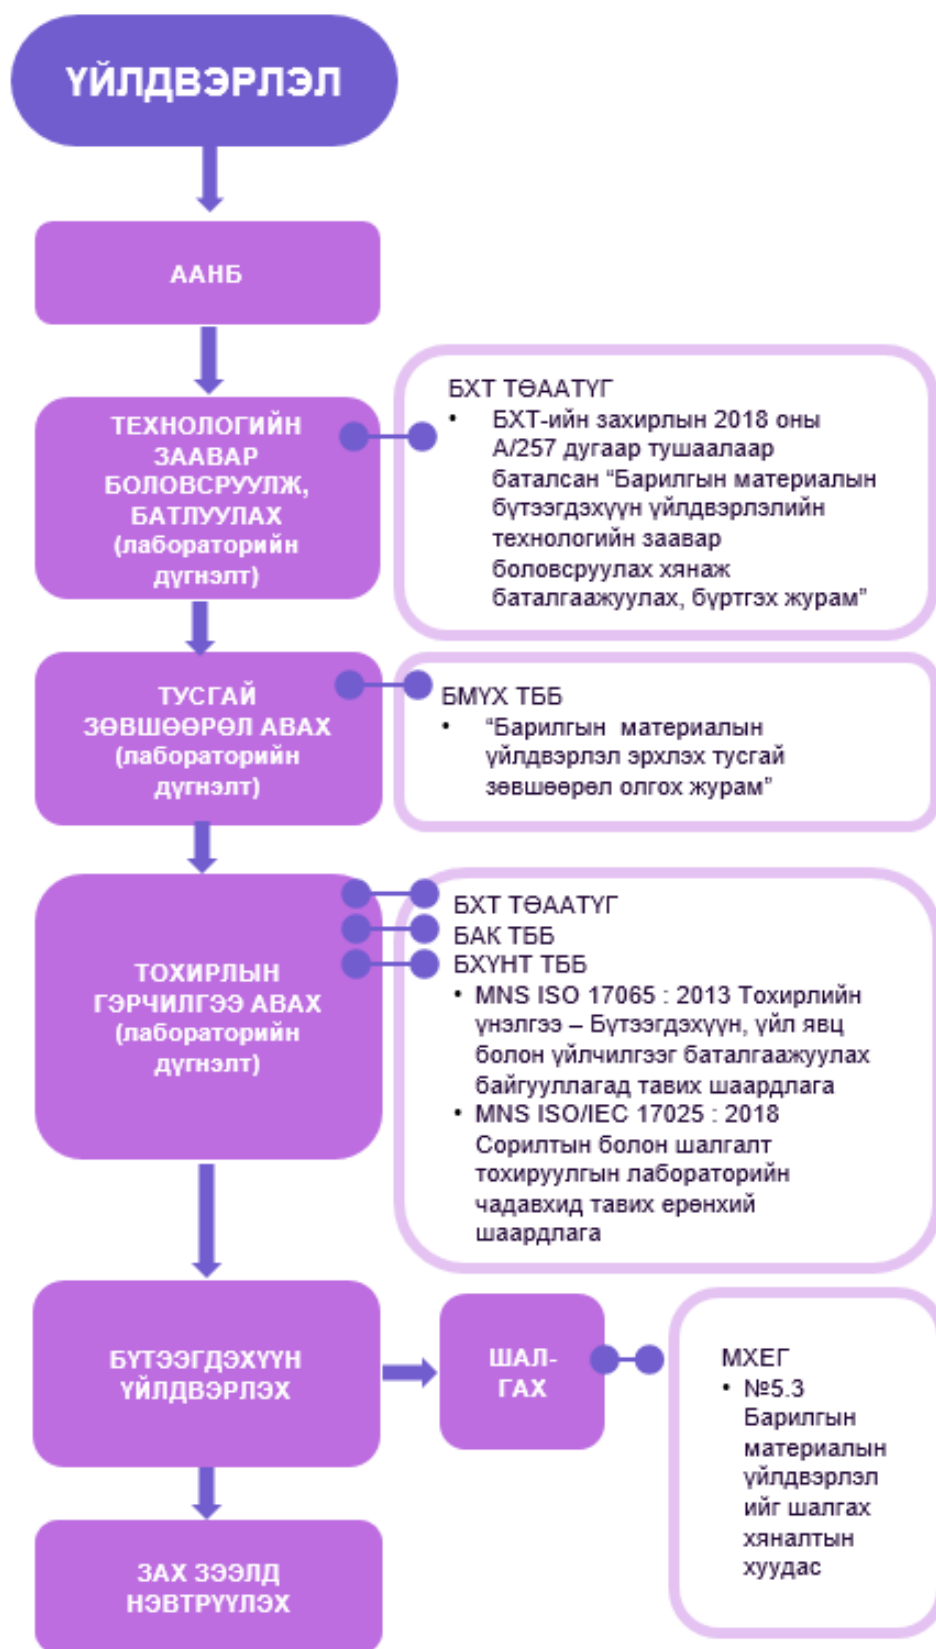 ҮЙЛДВЭРЛЭЛ
ААНБ
ТЕХНОЛОГИЙН
ЗААВАР
БОЛОВСРУУЛЖ,
БАТЛУУЛАХ
(лабораторийн
дүгнэлт)
БХТ ТӨААТҮГ
• БХТ-ийн захирлын 2018 оны
А/257 дугаар тушаалаар
баталсан “Барилгын материалын
бүтээгдэхүүн үйлдвэрлэлийн
технологийн заавар
боловсруулах хянаж
баталгаажуулах, бүртгэх журам”
ТУСГАЙ
ЗӨВШӨӨРӨЛ АВАХ
(лабораторийн
дүгнэлт)
БМҮХ ТББ
• “Барилгын материалын
үйлдвэрлэл эрхлэх тусгай
зөвшөөрөл олгох журам”
ТОХИРЛЫН
ГЭРЧИЛГЭЭ АВАХ
(лабораторийн
дүгнэлт)
БХТ ТӨААТҮГ
БАК ТББ
БХҮНТ ТББ
• MNS ISO 17065 : 2013 Тохирлийн
үнэлгээ – Бүтээгдэхүүн, үйл явц
болон үйлчилгээг баталгаажуулах
байгууллагад тавих шаардлага
• MNS ISO/IEC 17025 : 2018
Сорилтын болон шалгалт
тохируулгын лабораторийн
чадавхид тавих ерөнхий
шаардлага
БҮТЭЭГДЭХҮҮН
ҮЙЛДВЭРЛЭХ
ШАЛ-
ГАХ
МХЕГ
• №5.3
Барилгын
материалын
үйлдвэрлэл
ийг шалгах
хяналтын
хуудас
ЗАХ ЗЭЭЛД
НЭВТРҮҮЛЭХ